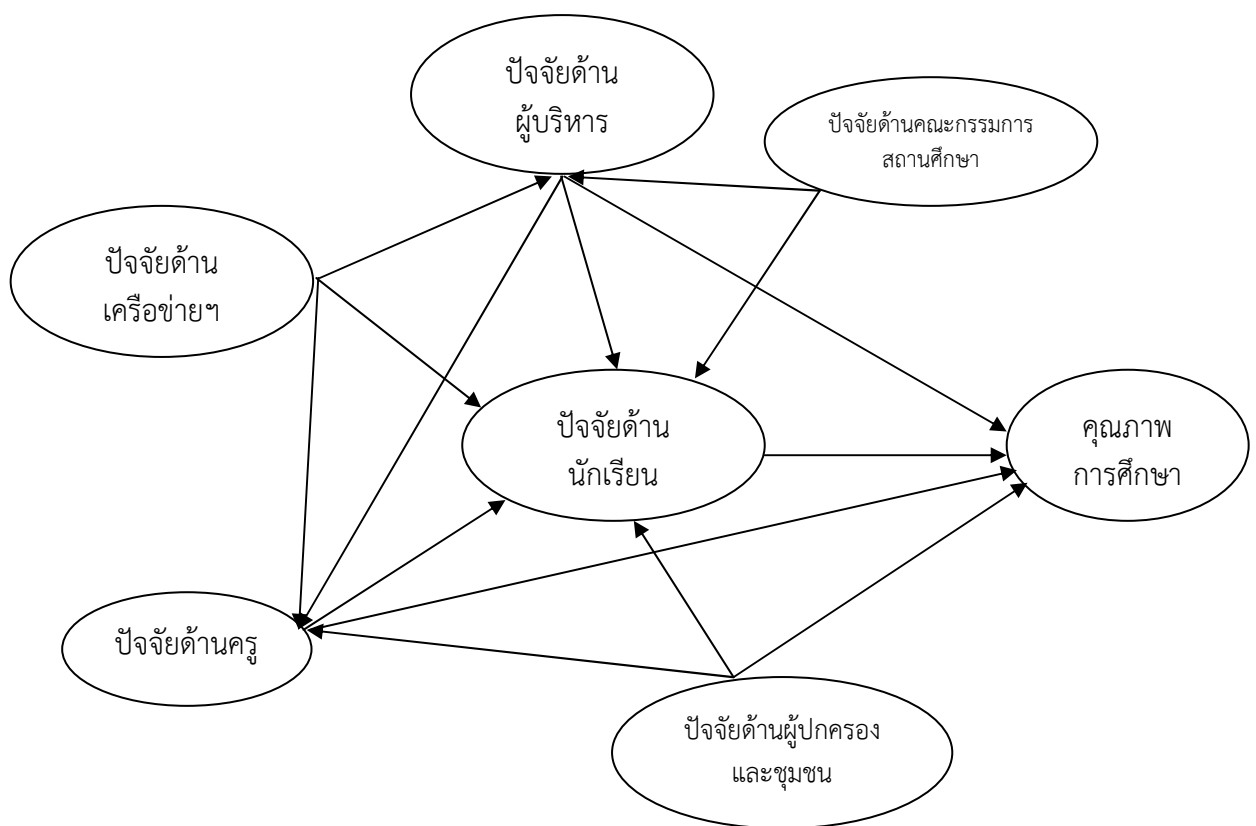 ปัจจัยด้าน
ผู้บริหาร
ปัจจัยด้านคณะกรรมการ
สถานศึกษา
ปัจจัยด้าน
เครือข่ายฯ
ปัจจัยด้าน
นักเรียน
คุณภาพ
การศึกษา
ปัจจัยด้านครู
ปัจจัยด้านผู้ปกครอง
และชุมชน